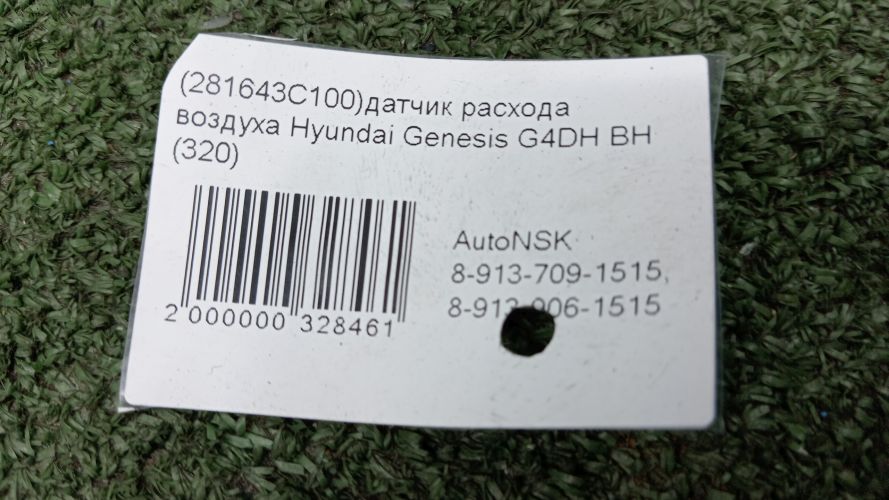 (281643C100)датчик расхода
воздуха Hyundai Genesis G4DH BH
(320)
AutoNSK
8-913-709-1515,
8-913-906-1515
2 000000 328461